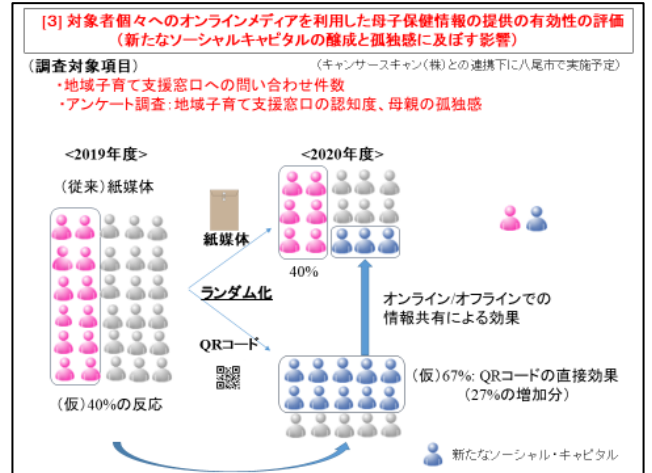 [3] 対象者個々へのオンラインメディアを利用した母子保健情報の提供の有効性の評価
(新たなソーシャルキャピタルの醸成と孤独感に及ぼす影響)
(調査対象項目)
(キャンサースキャン(株)との連携下に八尾市で実施予定)
・地域子育て支援窓口への問い合わせ件数
・アンケート調査:地域子育て支援窓口の認知度、母親の孤独感
<2019年度>
<2020年度>
(従来)紙媒体
紙媒体
40%
ランダム化
オンライン/オフラインでの
情報共有による効果
QRコード
(仮)67%: QRコードの直接効果
(27%の増加分)
(仮)40%の反応
新たなソーシャル・キャピタル